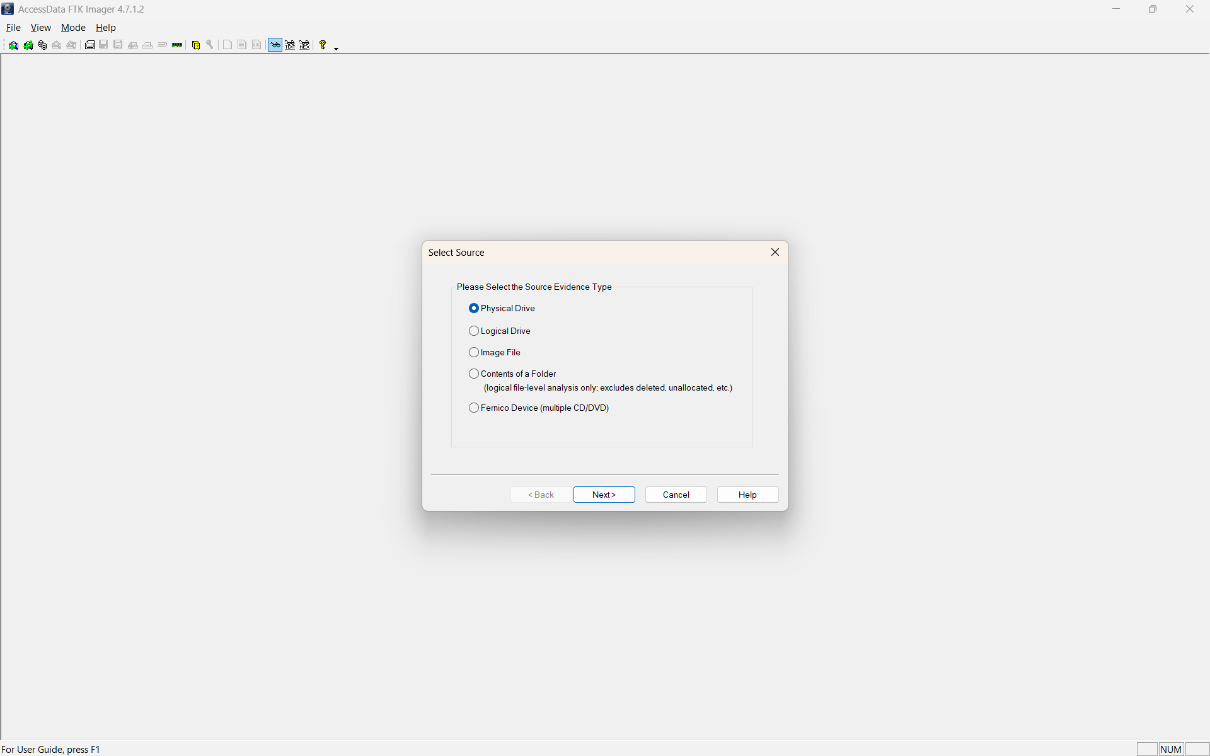 AccessData FTK Imager 4.7.1.2
File View Mode Help
Select Source
Please Select the Source Evidence Type
Physical Drive
Logical Drive
Image File
Contents of a Folder
(logical file-level analysis only; excludes deleted, unallocated, etc.)
Fernico Device (multiple CD/DVD)
< Back Next > Cancel Help
For User Guide, press F1 NUM